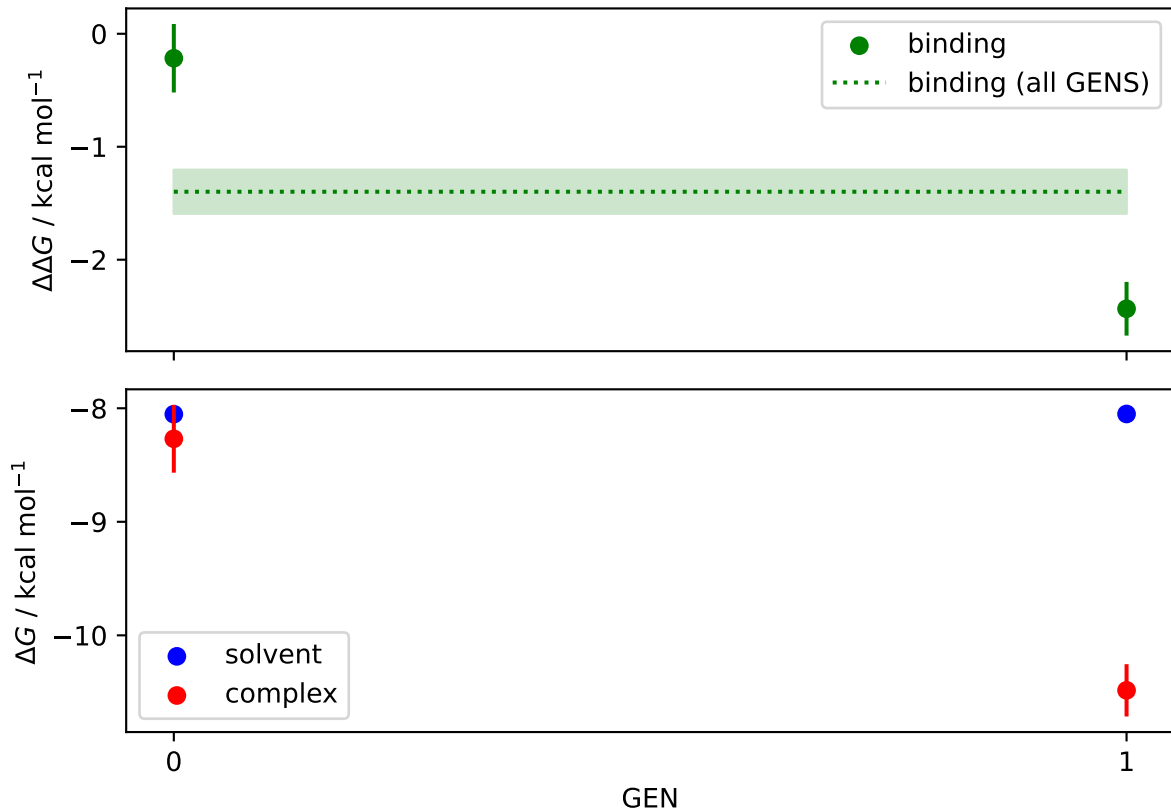 0
−1
−2
ΔΔG / kcal mol⁻¹
binding
binding (all GENS)
−8
−9
−10
ΔG / kcal mol⁻¹
solvent
complex
0
1
GEN